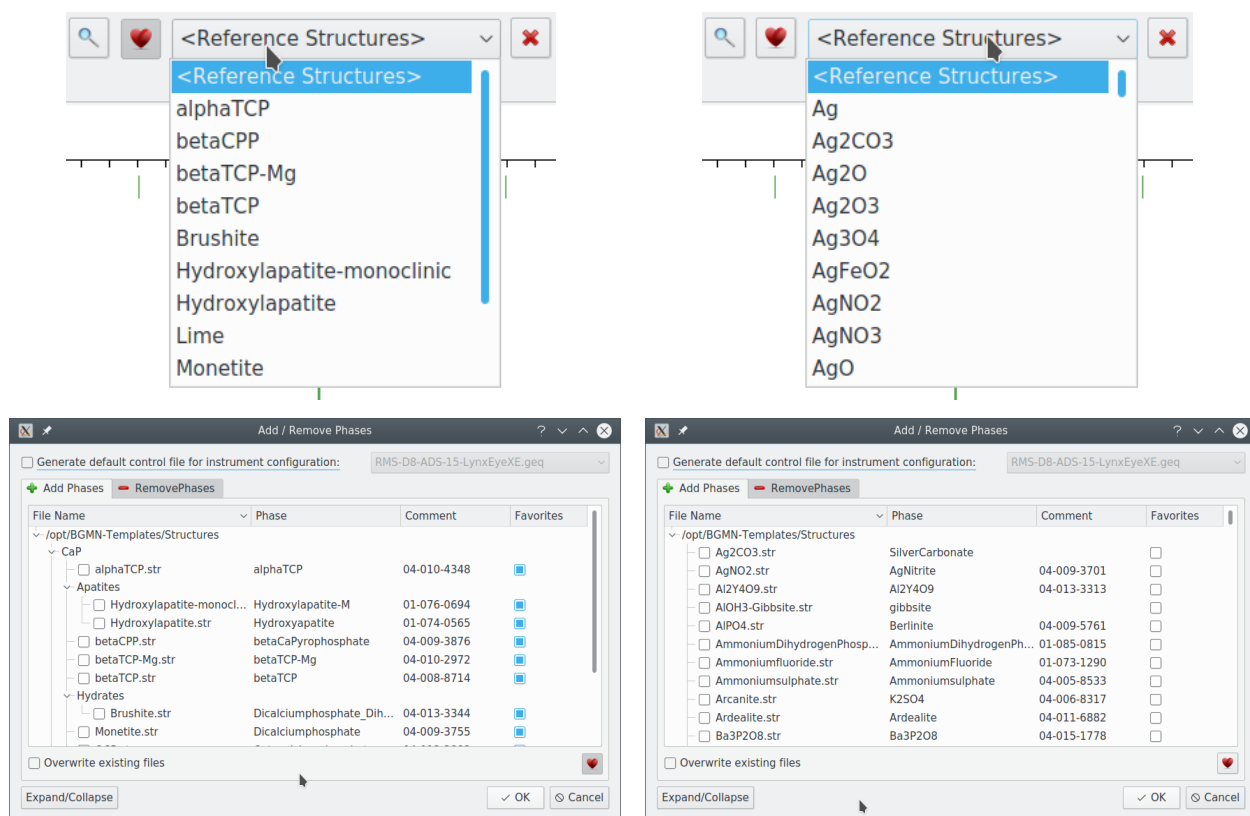 <Reference Structures>
<Reference Structures>
alphaTCP
betaCPP
betaTCP-Mg
betaTCP
Brushite
Hydroxylapatite-monoclinic
Hydroxylapatite
Lime
Monetite
<Reference Structures>
<Reference Structures>
Ag
Ag2CO3
Ag2O
Ag2O3
Ag3O4
AgFeO2
AgNO2
AgNO3
AgO
Add / Remove Phases
Generate default control file for instrument configuration: RMS-D8-ADS-15-LynxEyeXE.geq
Add Phases RemovePhases
File Name Phase Comment Favorites
/opt/BGMN-Templates/Structures
CaP
alphaTCP.str alphaTCP 04-010-4348
Apatites
Hydroxylapatite-monocl... Hydroxylapatite-M 01-076-0694
Hydroxylapatite.str Hydroxyapatite 01-074-0565
betaCPP.str betaCaPyrophosphate 04-009-3876
betaTCP-Mg.str betaTCP-Mg 04-010-2972
betaTCP.str betaTCP 04-008-8714
Hydrates
Brushite.str Dicalciumphosphate_Dih... 04-013-3344
Monetite.str Dicalciumphosphate 04-009-3755
Overwrite existing files
Expand/Collapse OK Cancel
Add / Remove Phases
Generate default control file for instrument configuration: RMS-D8-ADS-15-LynxEyeXE.geq
Add Phases RemovePhases
File Name Phase Comment Favorites
/opt/BGMN-Templates/Structures
Ag2CO3.str SilverCarbonate
AgNO2.str AgNitrite 04-009-3701
Al2Y4O9.str Al2Y4O9 04-013-3313
AlOH3-Gibbsite.str gibbsite
AlPO4.str Berlinite 04-009-5761
AmmoniumDihydrogenPhosp... AmmoniumDihydrogenPh... 01-085-0815
Ammoniumfluoride.str AmmoniumFluoride 01-073-1290
Ammoniumsulphate.str Ammoniumsulphate 04-005-8533
Arcanite.str K2SO4 04-006-8317
Ardealite.str Ardealite 04-011-6882
Ba3P2O8.str Ba3P2O8 04-015-1778
Overwrite existing files
Expand/Collapse OK Cancel